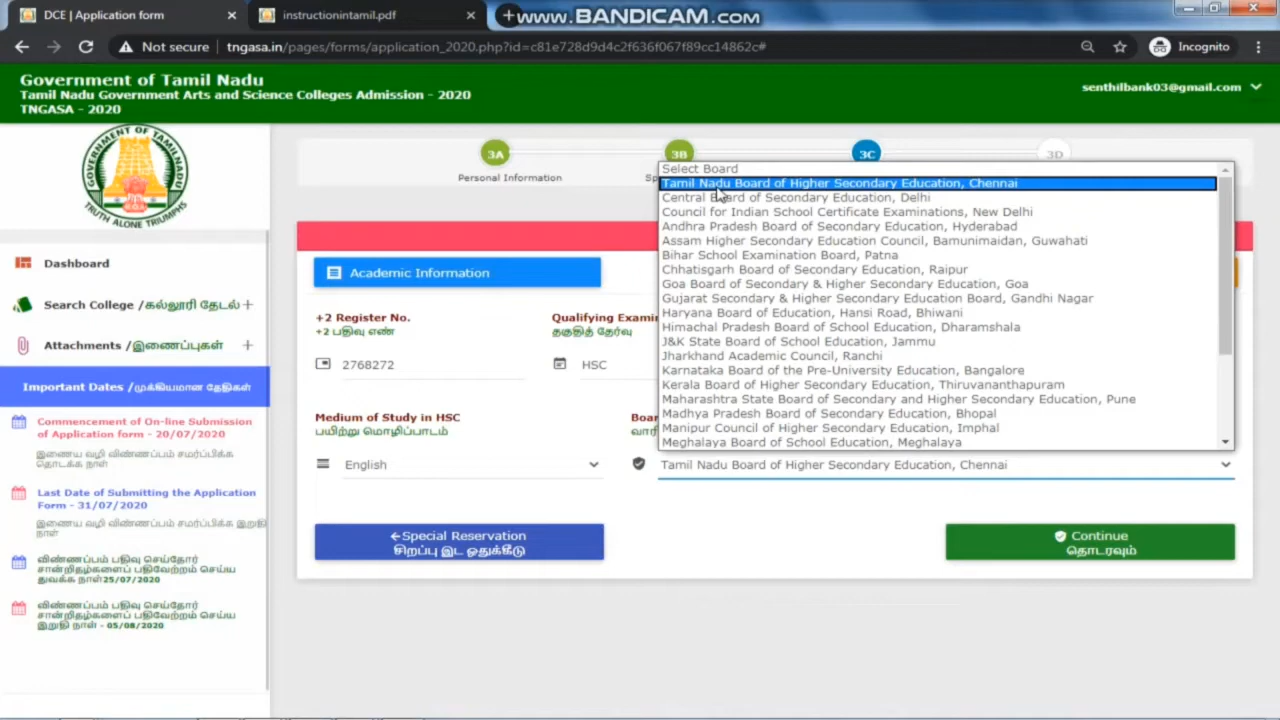 DCE | Application form
instructionintamil.pdf
www.BANDICAM.com
Not secure
tngasa.in/pages/forms/application_2020.php?id=c81e728d9d4c2f636f067f89cc14862c#
Incognito
Government of Tamil Nadu
Tamil Nadu Government Arts and Science Colleges Admission - 2020
TNGASA - 2020
senthilbank03@gmail.com
GOVERNMENT OF TAMIL NADU
TRUTH ALONE TRIUMPHS
3A
3B
3C
3D
Personal Information
Sp
Dashboard
Search College /கல்லூரி தேடல்
Attachments /இணைப்புகள்
Important Dates /முக்கியமான தேதிகள்
Commencement of On-line Submission
of Application form - 20/07/2020
இணைய வழி விண்ணப்பம் சமர்ப்பிக்க
தொடக்க நாள்
Last Date of Submitting the Application
Form - 31/07/2020
இணைய வழி விண்ணப்பம் சமர்ப்பிக்க இறுதி
நாள்
விண்ணப்பம் பதிவு செய்தோர்
சான்றிதழ்களைப் பதிவேற்றம் செய்ய
துவக்க நாள்25/07/2020
விண்ணப்பம் பதிவு செய்தோர்
சான்றிதழ்களைப் பதிவேற்றம் செய்ய
இறுதி நாள் - 05/08/2020
Academic Information
+2 Register No.
+2 பதிவு எண்
2768272
Qualifying Exami
தகுதித் தேர்வு
HSC
Medium of Study in HSC
பயிற்று மொழிப்பாடம்
English
Boar
வாரி
Select Board
Tamil Nadu Board of Higher Secondary Education, Chennai
Central Board of Secondary Education, Delhi
Council for Indian School Certificate Examinations, New Delhi
Andhra Pradesh Board of Secondary Education, Hyderabad
Assam Higher Secondary Education Council, Bamunimaidan, Guwahati
Bihar School Examination Board, Patna
Chhatisgarh Board of Secondary Education, Raipur
Goa Board of Secondary & Higher Secondary Education, Goa
Gujarat Secondary & Higher Secondary Education Board, Gandhi Nagar
Haryana Board of Education, Hansi Road, Bhiwani
Himachal Pradesh Board of School Education, Dharamshala
J&K State Board of School Education, Jammu
Jharkhand Academic Council, Ranchi
Karnataka Board of the Pre-University Education, Bangalore
Kerala Board of Higher Secondary Education, Thiruvananthapuram
Maharashtra State Board of Secondary and Higher Secondary Education, Pune
Madhya Pradesh Board of Secondary Education, Bhopal
Manipur Council of Higher Secondary Education, Imphal
Meghalaya Board of School Education, Meghalaya
Tamil Nadu Board of Higher Secondary Education, Chennai
Special Reservation
சிறப்பு இட ஒதுக்கீடு
Continue
தொடரவும்